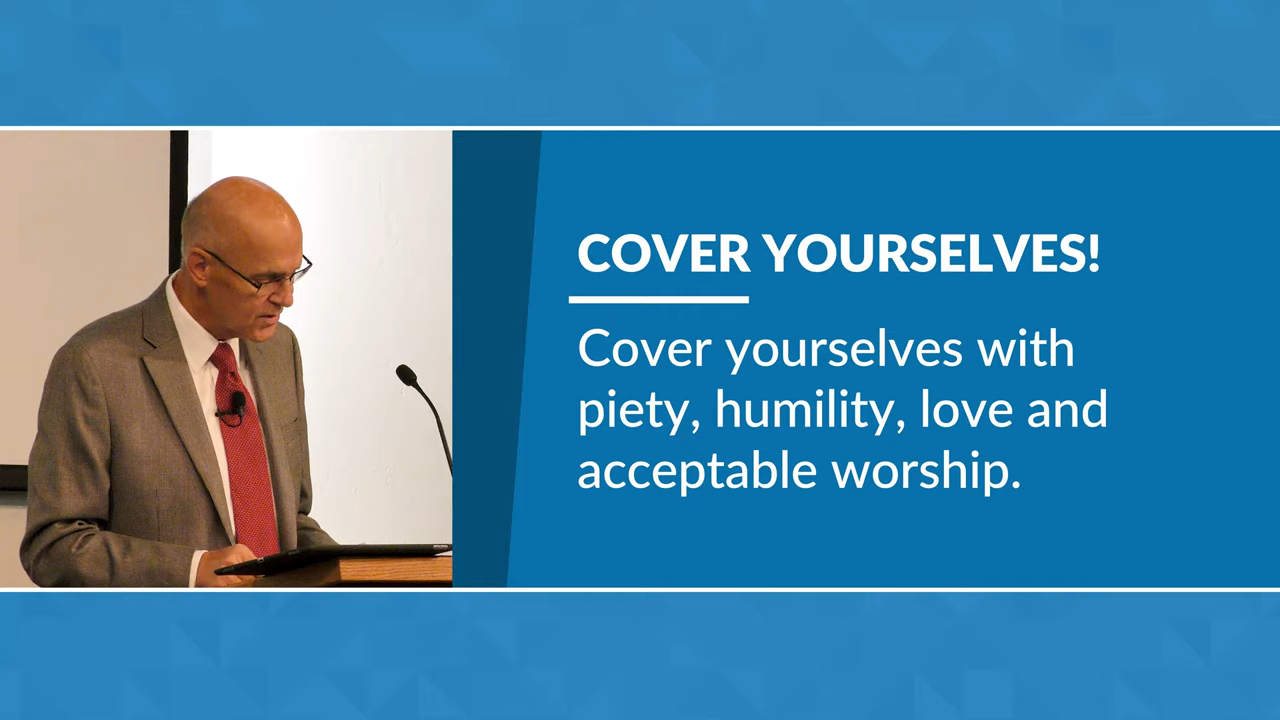 COVER YOURSELVES!
Cover yourselves with
piety, humility, love and
acceptable worship.